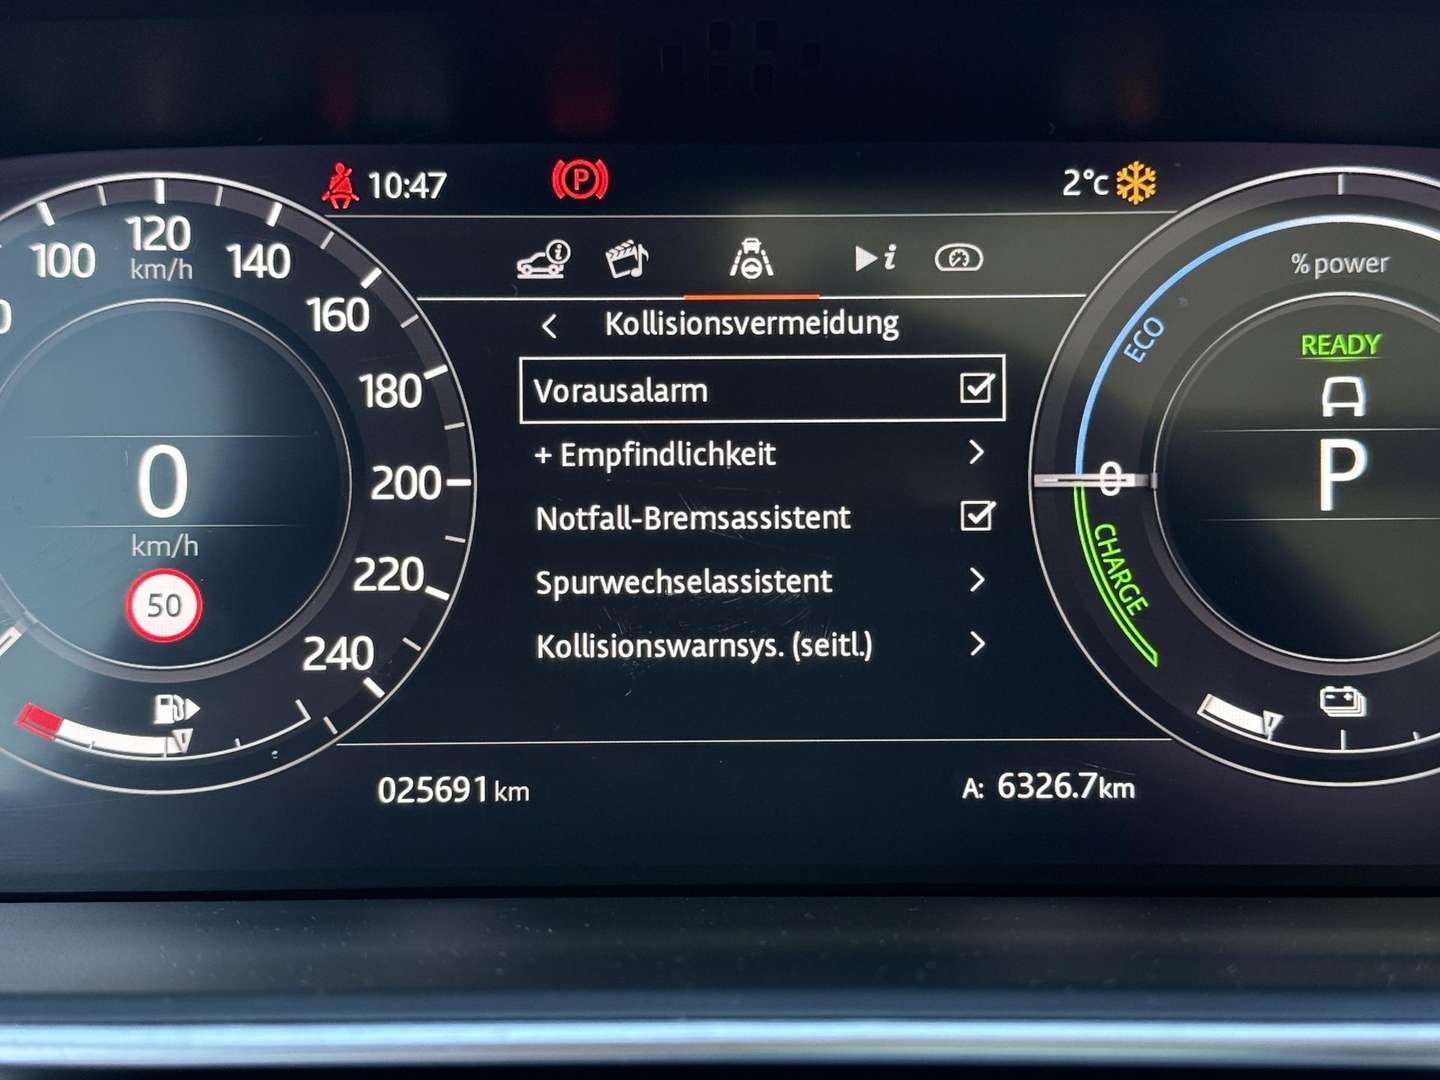 10:47
P
2°C
100
120
140
km/h
160
180
200
220
240
0
km/h
50
i
i
Kollisionsvermeidung
Vorausalarm
+ Empfindlichkeit
Notfall-Bremsassistent
Spurwechselassistent
Kollisionswarnsys. (seitl.)
% power
READY
P
ECO
0
CHARGE
025691 km
A: 6326.7km